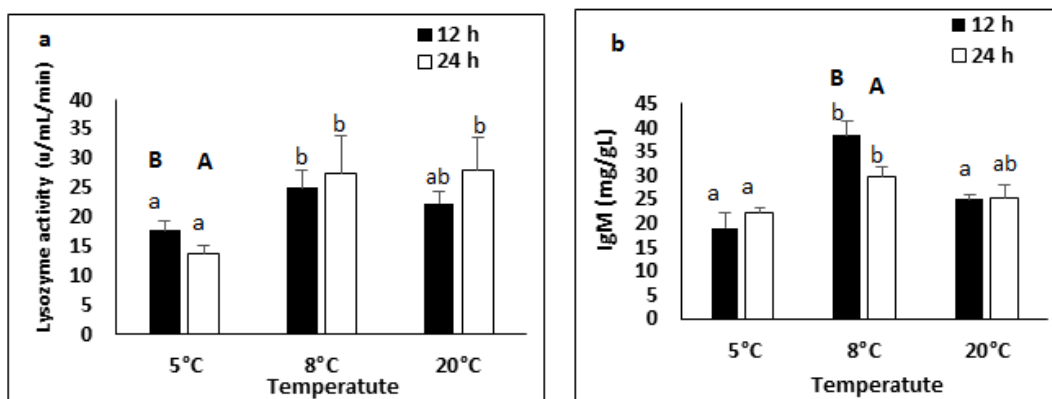 a
12 h
24 h
Lysozyme activity (u/mL/min)
40
35
30
25
20
15
10
5
0
B A
a a
b b
ab b
5°C 8°C 20°C
Temperatute
b
12 h
24 h
IgM (mg/gL)
45
40
35
30
25
20
15
10
5
0
B A
a a
b b
a ab
5°C 8°C 20°C
Temperatute